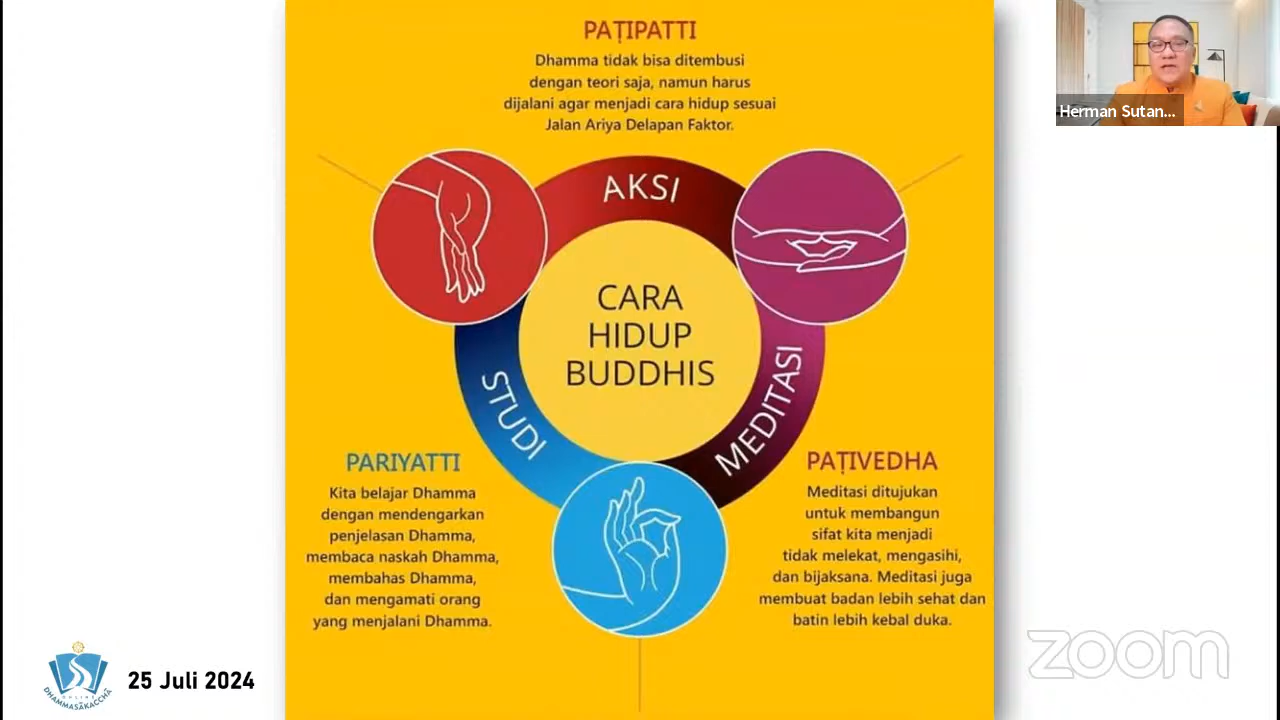 PAṬIPATTI
Dhamma tidak bisa ditembusi
dengan teori saja, namun harus
dijalani agar menjadi cara hidup sesuai
Jalan Ariya Delapan Faktor.
Herman Sutan...
AKSI
CARA
HIDUP
BUDDHIS
STUDI
MEDITASI
PARIYATTI
Kita belajar Dhamma
dengan mendengarkan
penjelasan Dhamma,
membaca naskah Dhamma,
membahas Dhamma,
dan mengamati orang
yang menjalani Dhamma.
PAṬIVEDHA
Meditasi ditujukan
untuk membangun
sifat kita menjadi
tidak melekat, mengasihi,
dan bijaksana. Meditasi juga
membuat badan lebih sehat dan
batin lebih kebal duka.
ONLINE
DHAMMASĀKACCHĀ
25 Juli 2024
zoom